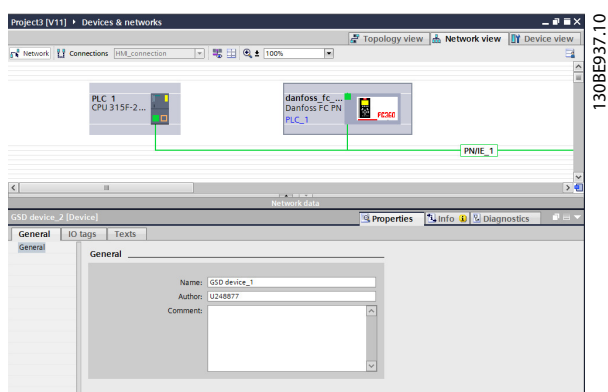 Project3 [V11] ▸ Devices & networks
Topology view Network view Device view
Network Connections HMI_connection 100%
PLC_1
CPU 315F-2...
danfoss_fc_...
Danfoss FC PN
PLC_1
FC360
PN/IE_1
Network data
GSD device_2 [Device]
Properties Info Diagnostics
General IO tags Texts
General
General
Name: GSD device_1
Author: U248877
Comment:
130BE937.10